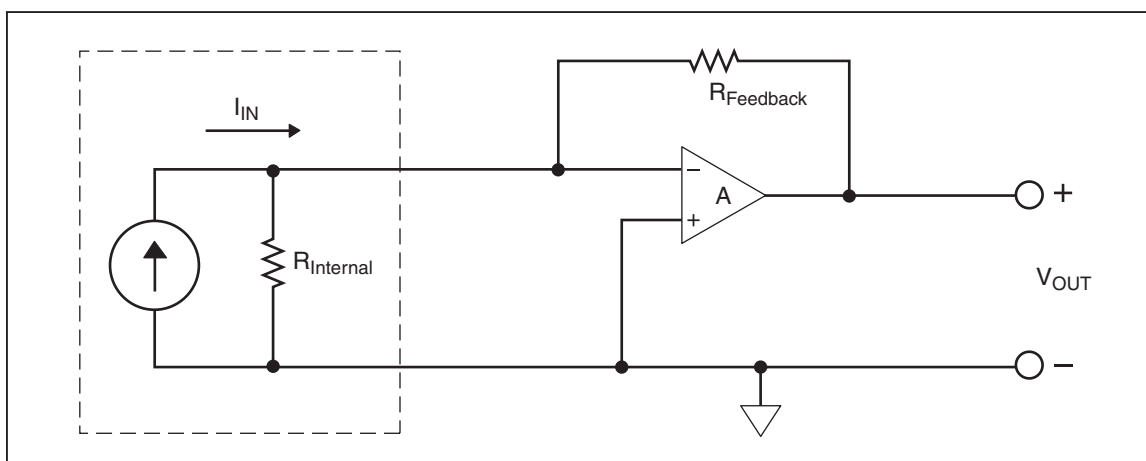 I_IN
R_Feedback
−
A
+
+
R_Internal
V_OUT
−